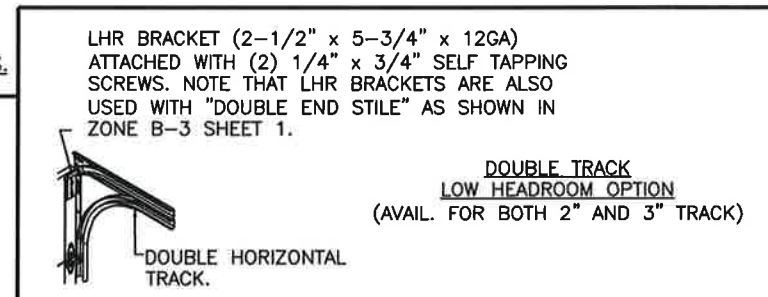 LHR BRACKET (2-1/2" x 5-3/4" x 12GA)
ATTACHED WITH (2) 1/4" x 3/4" SELF TAPPING
SCREWS. NOTE THAT LHR BRACKETS ARE ALSO
USED WITH "DOUBLE END STILE" AS SHOWN IN
ZONE B-3 SHEET 1.
DOUBLE TRACK
LOW HEADROOM OPTION
(AVAIL. FOR BOTH 2" AND 3" TRACK)
DOUBLE HORIZONTAL
TRACK.